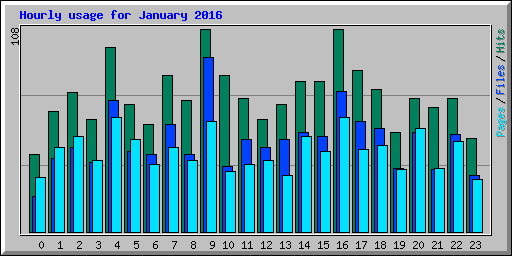 Hourly usage for January 2016
108
Pages / Files / Hits
0 1 2 3 4 5 6 7 8 9 10 11 12 13 14 15 16 17 18 19 20 21 22 23